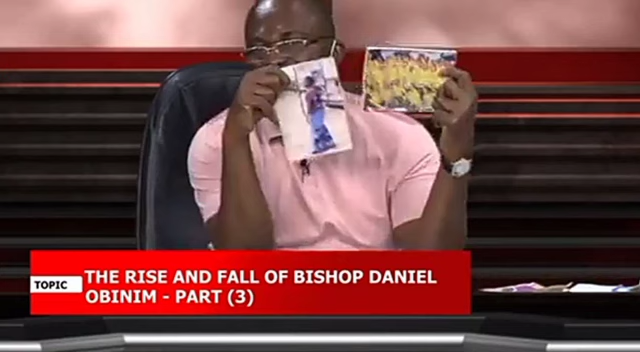 TOPIC
THE RISE AND FALL OF BISHOP DANIEL
OBINIM - PART (3)